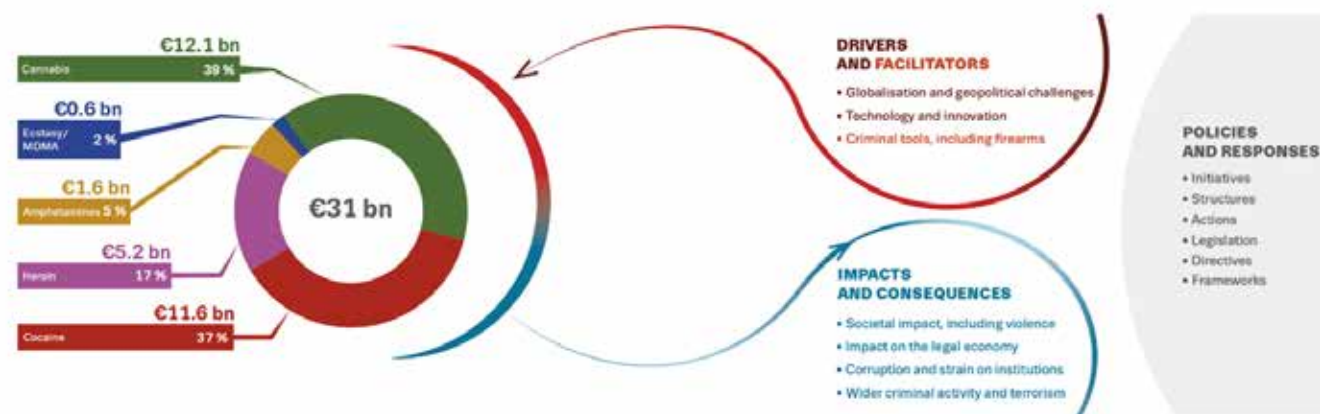 €12.1 bn
Cannabis 39 %
€0.6 bn
Ecstasy/
MDMA 2 %
€1.6 bn
Amphetamines 5 %
€5.2 bn
Heroin 17 %
€11.6 bn
Cocaine 37 %
€31 bn
DRIVERS
AND FACILITATORS
• Globalisation and geopolitical challenges
• Technology and innovation
• Criminal tools, including firearms
IMPACTS
AND CONSEQUENCES
• Societal impact, including violence
• Impact on the legal economy
• Corruption and strain on institutions
• Wider criminal activity and terrorism
POLICIES
AND RESPONSES
• Initiatives
• Structures
• Actions
• Legislation
• Directives
• Frameworks